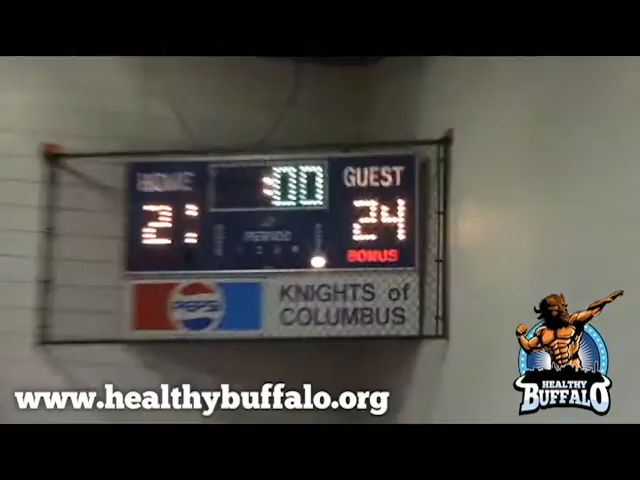 HOME
:00
GUEST
24
PERIOD
BONUS
PEPSI
KNIGHTS of
COLUMBUS
www.healthybuffalo.org
HEALTHY
BUFFALO